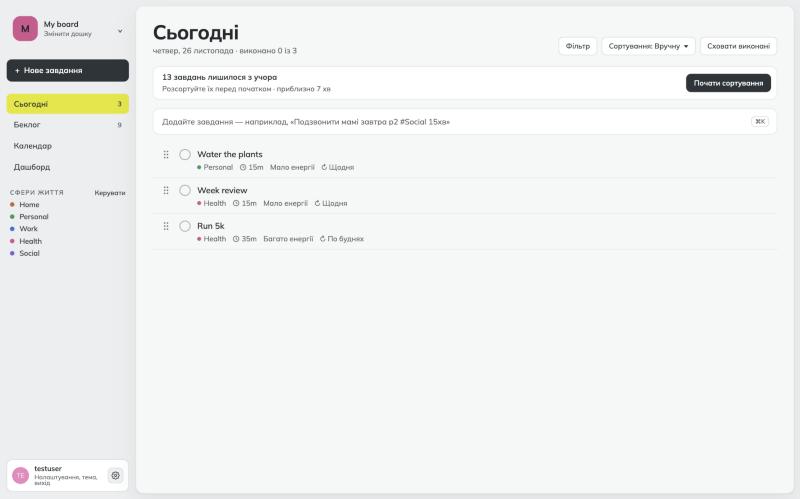 M
My board
Змінити дошку
+ Нове завдання
Сьогодні 3
Беклог 9
Календар
Дашборд
СФЕРИ ЖИТТЯ Керувати
Home
Personal
Work
Health
Social
TE
testuser
Налаштування, тема,
вихід
Сьогодні
четвер, 26 листопада · виконано 0 із 3
Фільтр
Сортування: Вручну
Сховати виконані
13 завдань лишилося з учора
Розсортуйте їх перед початком · приблизно 7 хв
Почати сортування
Додайте завдання — наприклад, «Подзвонити мамі завтра p2 #Social 15хв»
⌘K
Water the plants
Personal 15m Мало енергії Щодня
Week review
Health 15m Мало енергії Щодня
Run 5k
Health 35m Багато енергії По буднях